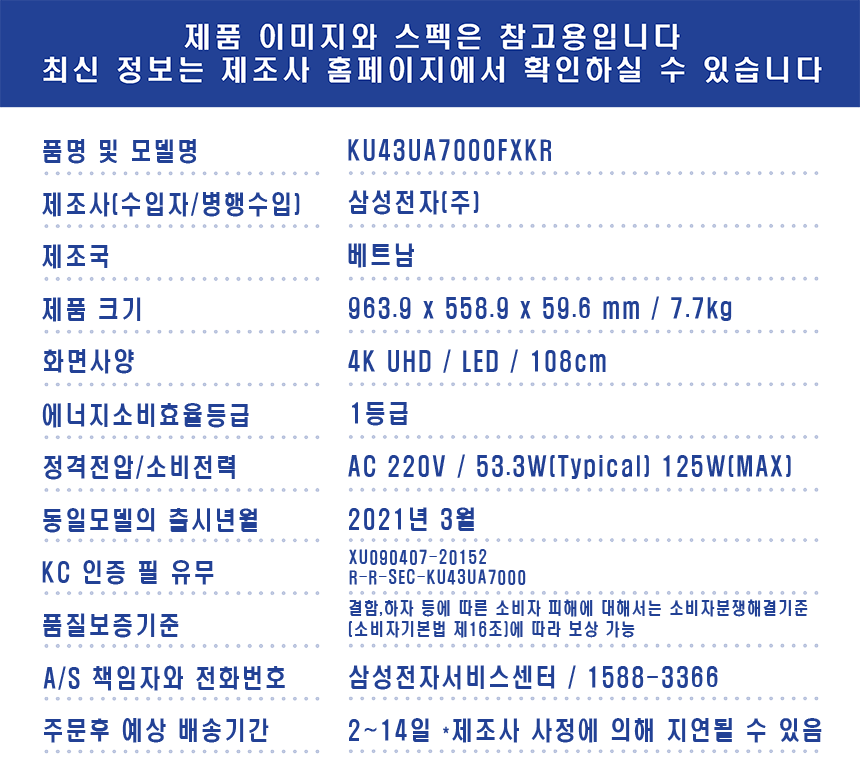 제품 이미지와 스펙은 참고용입니다
최신 정보는 제조사 홈페이지에서 확인하실 수 있습니다
품명 및 모델명 KU43UA7000FXKR
제조사(수입자/병행수입) 삼성전자(주)
제조국 베트남
제품 크기 963.9 x 558.9 x 59.6 mm / 7.7kg
화면사양 4K UHD / LED / 108cm
에너지소비효율등급 1등급
정격전압/소비전력 AC 220V / 53.3W(Typical) 125W(MAX)
동일모델의 출시년월 2021년 3월
KC 인증 필 유무 XU090407-20152
R-R-SEC-KU43UA7000
품질보증기준 결함,하자 등에 따른 소비자 피해에 대해서는 소비자분쟁해결기준
(소비자기본법 제16조)에 따라 보상 가능
A/S 책임자와 전화번호 삼성전자서비스센터 / 1588-3366
주문후 예상 배송기간 2~14일 *제조사 사정에 의해 지연될 수 있음